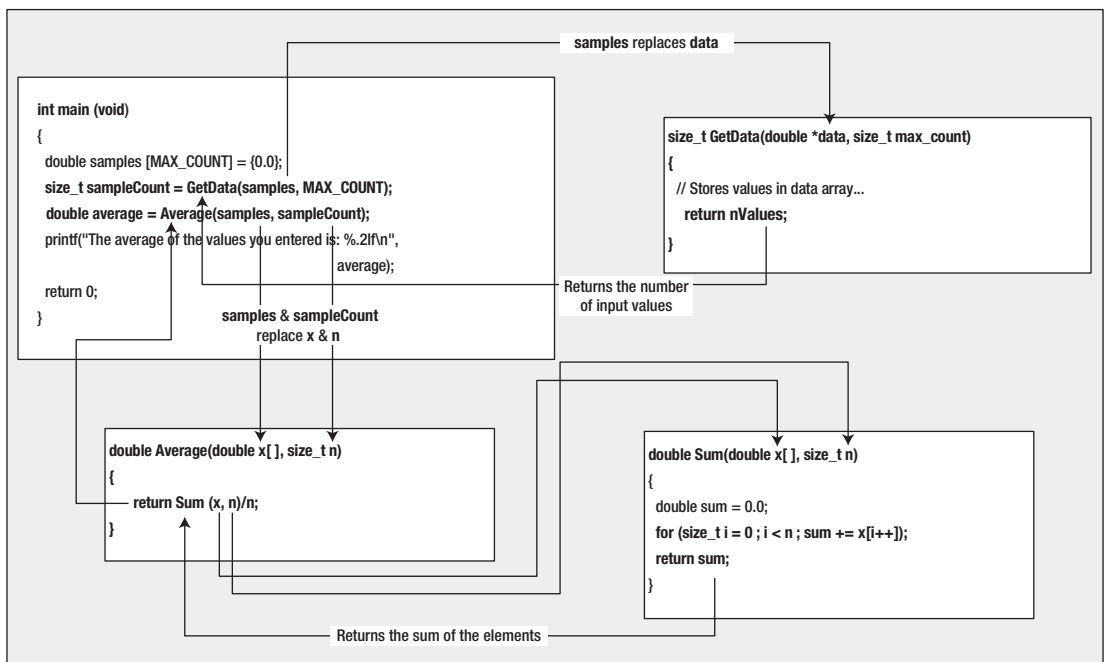 samples replaces data
int main (void)
{
double samples [MAX_COUNT] = {0.0};
size_t sampleCount = GetData(samples, MAX_COUNT);
double average = Average(samples, sampleCount);
printf("The average of the values you entered is: %.2lf\n",
average);
return 0;
}
size_t GetData(double *data, size_t max_count)
{
// Stores values in data array...
return nValues;
}
Returns the number
of input values
samples & sampleCount
replace x & n
double Average(double x[ ], size_t n)
{
return Sum (x, n)/n;
}
double Sum(double x[ ], size_t n)
{
double sum = 0.0;
for (size_t i = 0 ; i < n ; sum += x[i++]);
return sum;
}
Returns the sum of the elements